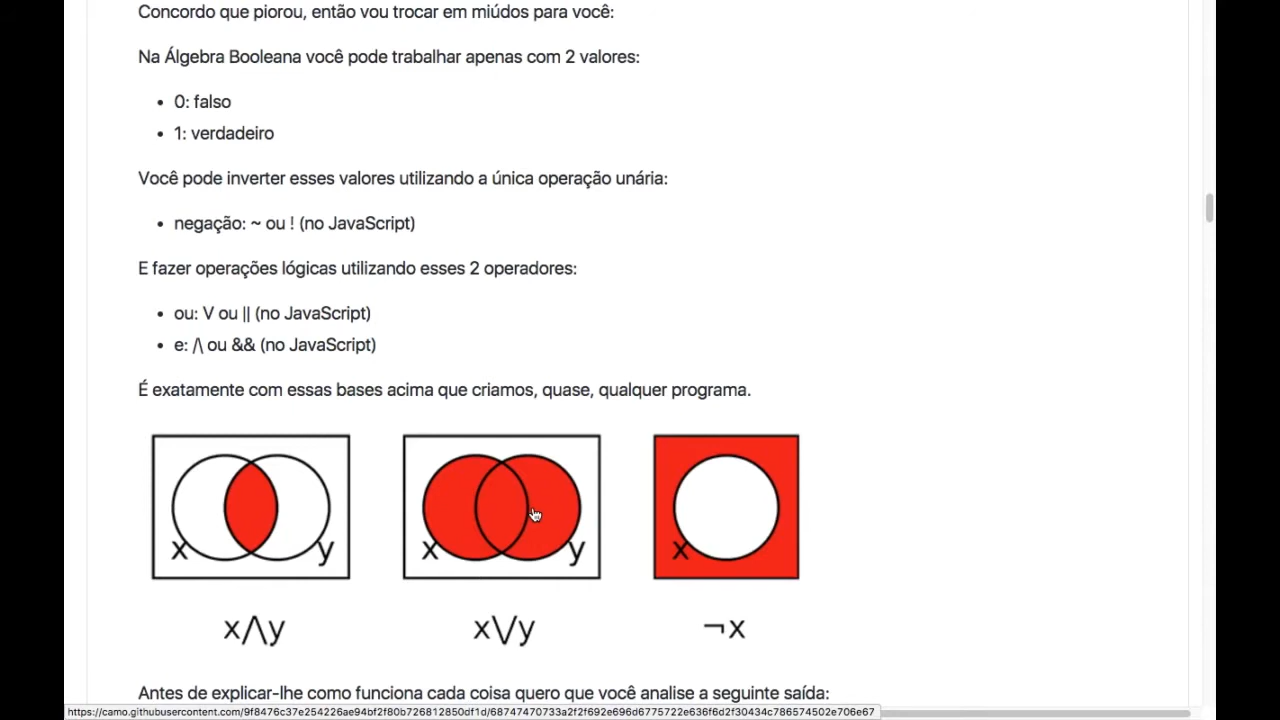 Concordo que piorou, então vou trocar em miúdos para você:
Na Álgebra Booleana você pode trabalhar apenas com 2 valores:
• 0: falso
• 1: verdadeiro
Você pode inverter esses valores utilizando a única operação unária:
• negação: ~ ou ! (no JavaScript)
E fazer operações lógicas utilizando esses 2 operadores:
• ou: V ou || (no JavaScript)
• e: /\ ou && (no JavaScript)
É exatamente com essas bases acima que criamos, quase, qualquer programa.
x y x y x
x⋀y x⋁y ¬x
Antes de explicar-lhe como funciona cada coisa quero que você analise a seguinte saída:
https://camo.githubusercontent.com/9f8476c37e254226ae94bf2f80b726812850df1d/68747470733a2f2f692e696d6775722e636f6d2f30434c786574502e706e67